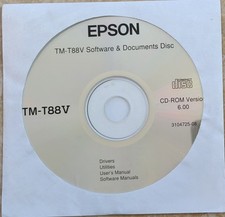 EPSON
TM-T88V Software & Documents Disc
TM-T88V
CD-ROM Version
6.00
Drivers
Utilities
User's Manual
Software Manuals